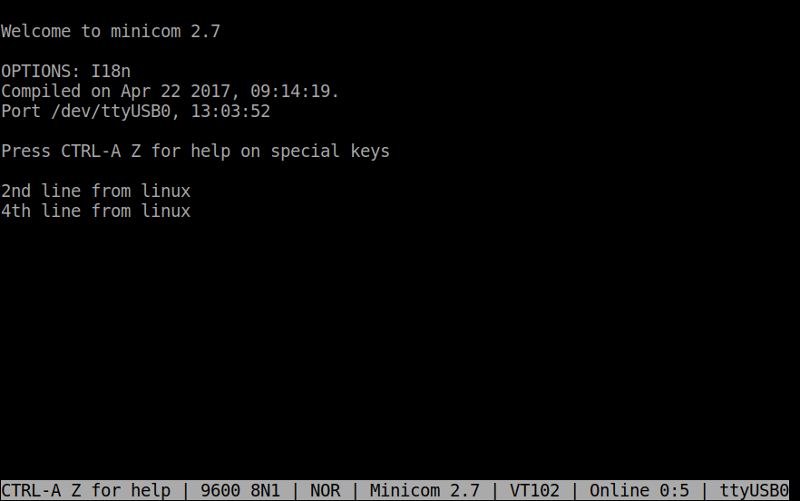 Welcome to minicom 2.7
OPTIONS: I18n
Compiled on Apr 22 2017, 09:14:19.
Port /dev/ttyUSB0, 13:03:52
Press CTRL-A Z for help on special keys
2nd line from linux
4th line from linux
CTRL-A Z for help | 9600 8N1 | NOR | Minicom 2.7 | VT102 | Online 0:5 | ttyUSB0